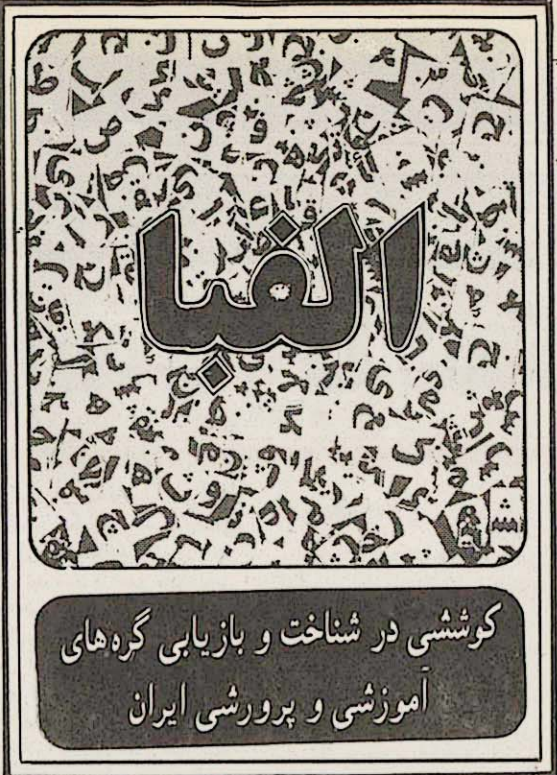 الفبا
کوششی در شناخت و بازیابی گره‌های
آموزشی و پرورشی ایران